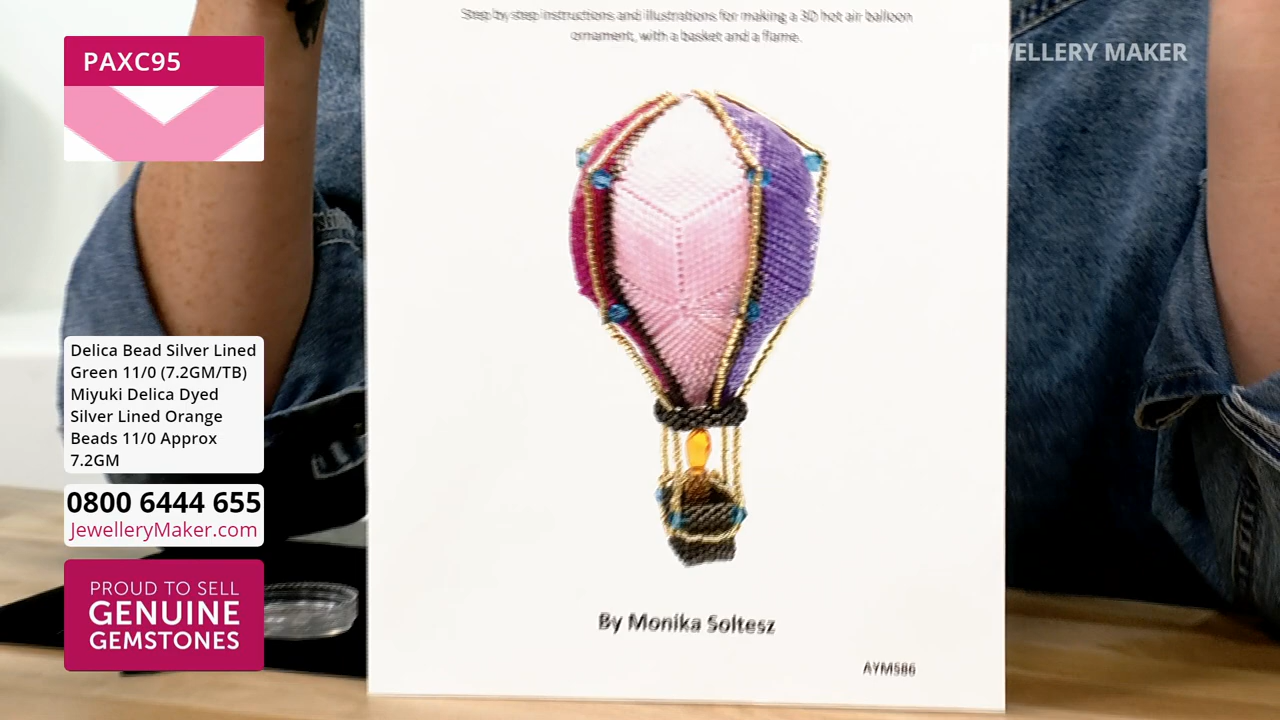 PAXC95
Step by step instructions and illustrations for making a 3D hot air balloon
ornament, with a basket and a flame.
JEWELLERY MAKER
Delica Bead Silver Lined
Green 11/0 (7.2GM/TB)
Miyuki Delica Dyed
Silver Lined Orange
Beads 11/0 Approx
7.2GM
0800 6444 655
JewelleryMaker.com
PROUD TO SELL
GENUINE
GEMSTONES
By Monika Soltesz
AYM586